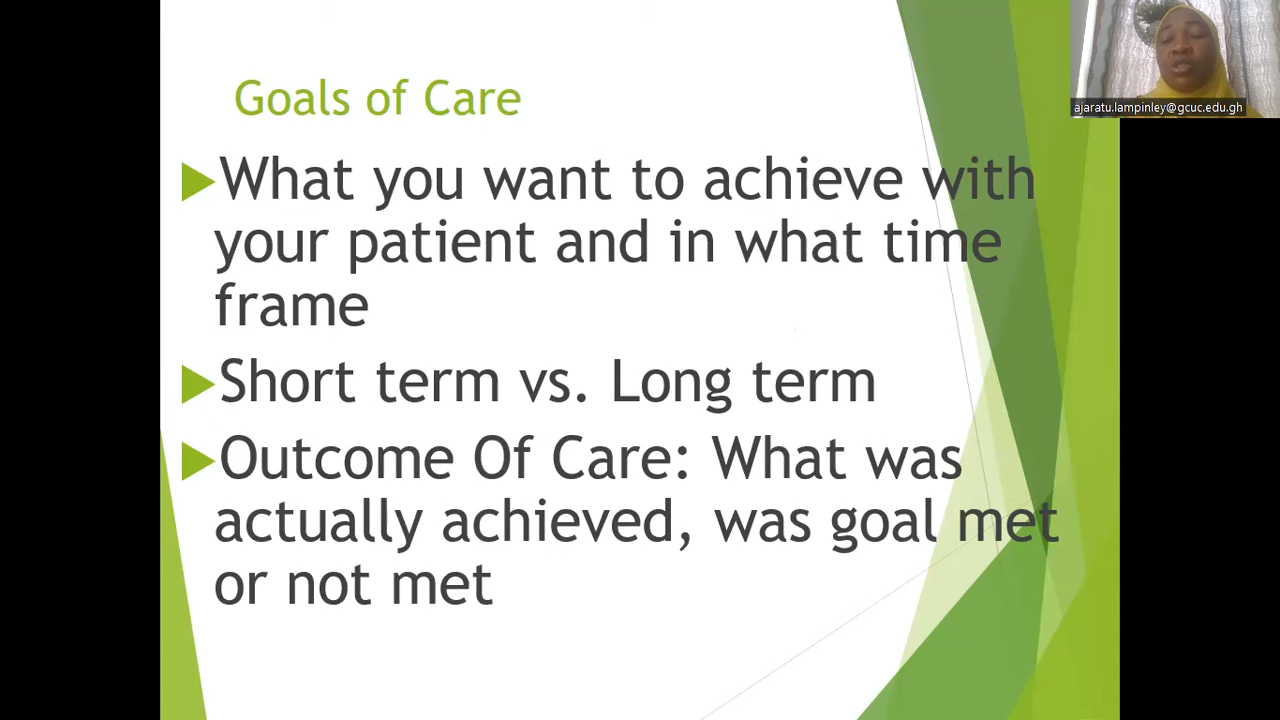 Goals of Care
What you want to achieve with
your patient and in what time
frame
Short term vs. Long term
Outcome Of Care: What was
actually achieved, was goal met
or not met
ajaratu.lampinley@gcuc.edu.gh